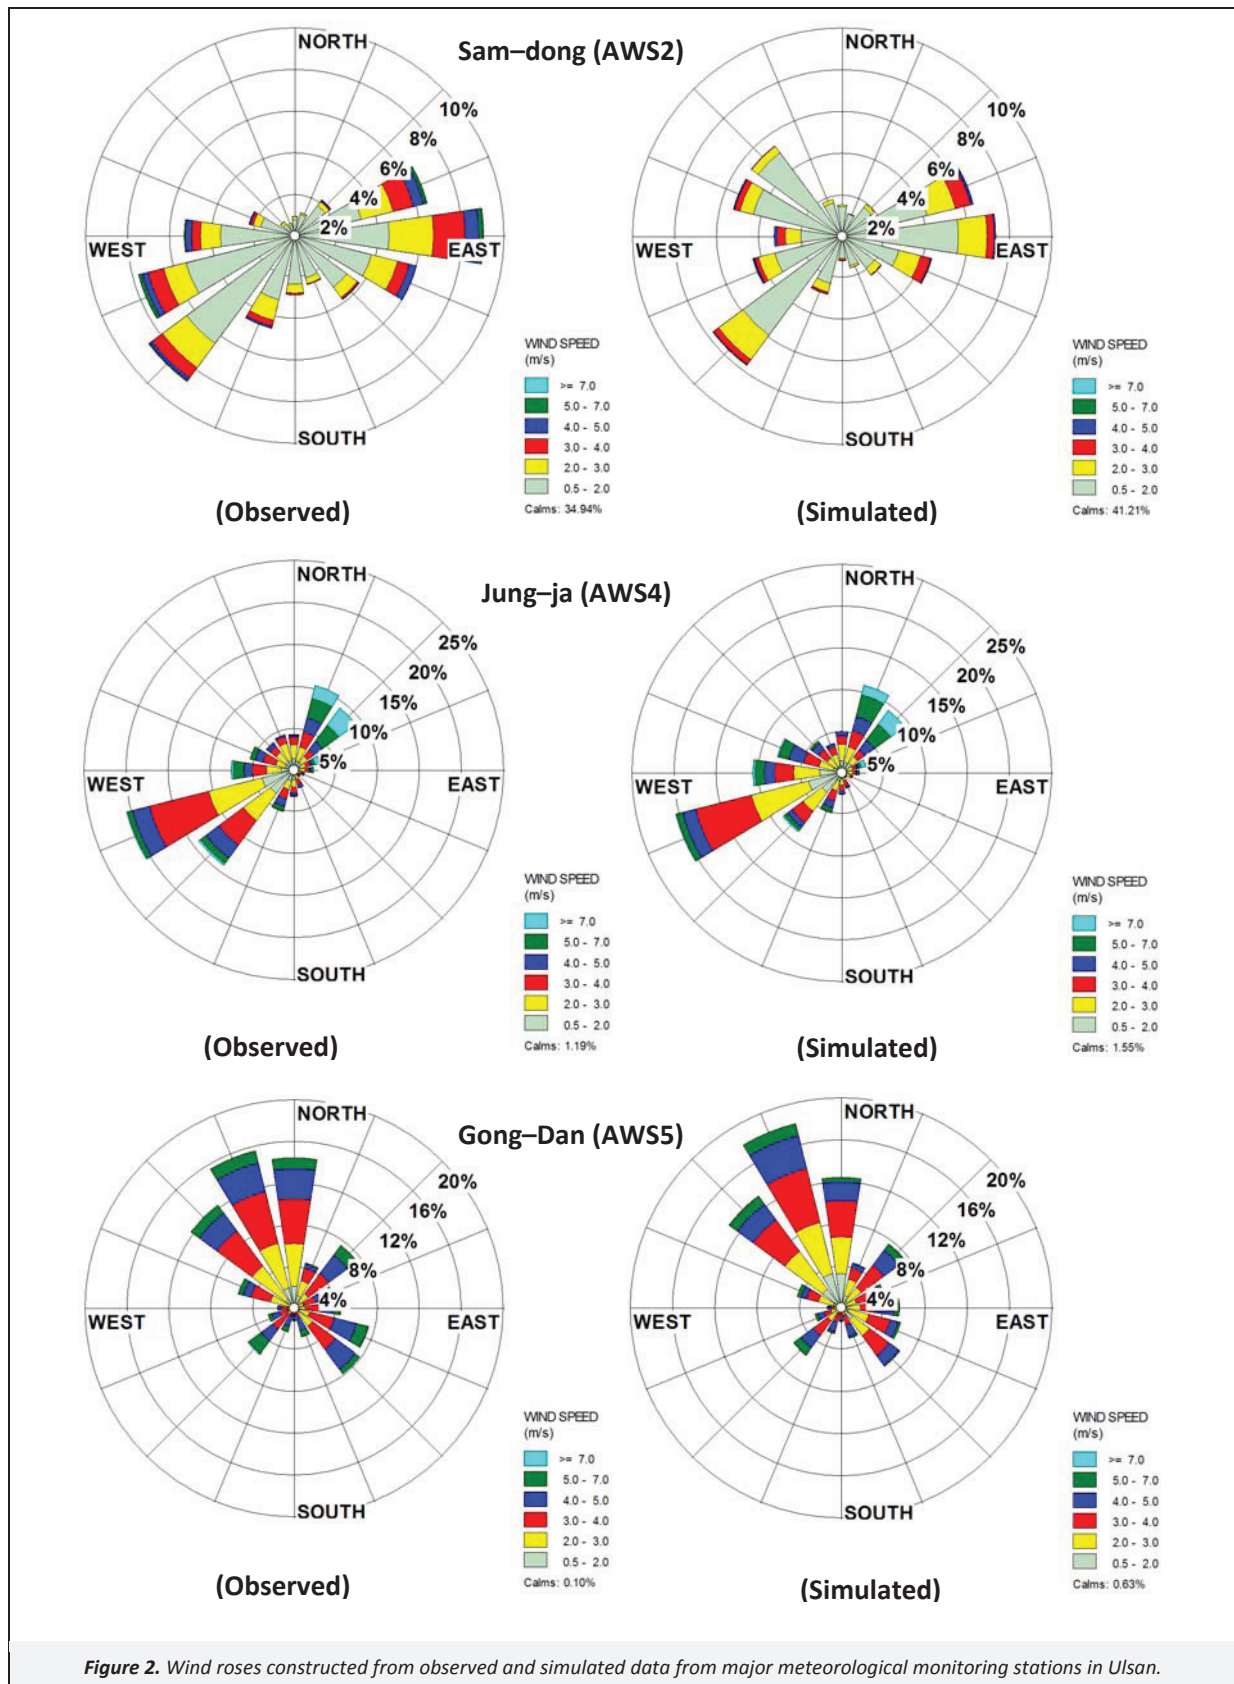 Sam–dong (AWS2)
NORTH
10%
8%
6%
4%
2%
WEST
EAST
SOUTH
WIND SPEED
(m/s)
>= 7.0
5.0 - 7.0
4.0 - 5.0
3.0 - 4.0
2.0 - 3.0
0.5 - 2.0
Calms: 34.94%
(Observed)
NORTH
10%
8%
6%
4%
2%
WEST
EAST
SOUTH
WIND SPEED
(m/s)
>= 7.0
5.0 - 7.0
4.0 - 5.0
3.0 - 4.0
2.0 - 3.0
0.5 - 2.0
Calms: 41.21%
(Simulated)
Jung–ja (AWS4)
NORTH
25%
20%
15%
10%
5%
WEST
EAST
SOUTH
WIND SPEED
(m/s)
>= 7.0
5.0 - 7.0
4.0 - 5.0
3.0 - 4.0
2.0 - 3.0
0.5 - 2.0
Calms: 1.19%
(Observed)
NORTH
25%
20%
15%
10%
5%
WEST
EAST
SOUTH
WIND SPEED
(m/s)
>= 7.0
5.0 - 7.0
4.0 - 5.0
3.0 - 4.0
2.0 - 3.0
0.5 - 2.0
Calms: 1.55%
(Simulated)
Gong–Dan (AWS5)
NORTH
20%
16%
12%
8%
4%
WEST
EAST
SOUTH
WIND SPEED
(m/s)
>= 7.0
5.0 - 7.0
4.0 - 5.0
3.0 - 4.0
2.0 - 3.0
0.5 - 2.0
Calms: 0.10%
(Observed)
NORTH
20%
16%
12%
8%
4%
WEST
EAST
SOUTH
WIND SPEED
(m/s)
>= 7.0
5.0 - 7.0
4.0 - 5.0
3.0 - 4.0
2.0 - 3.0
0.5 - 2.0
Calms: 0.63%
(Simulated)
Figure 2. Wind roses constructed from observed and simulated data from major meteorological monitoring stations in Ulsan.